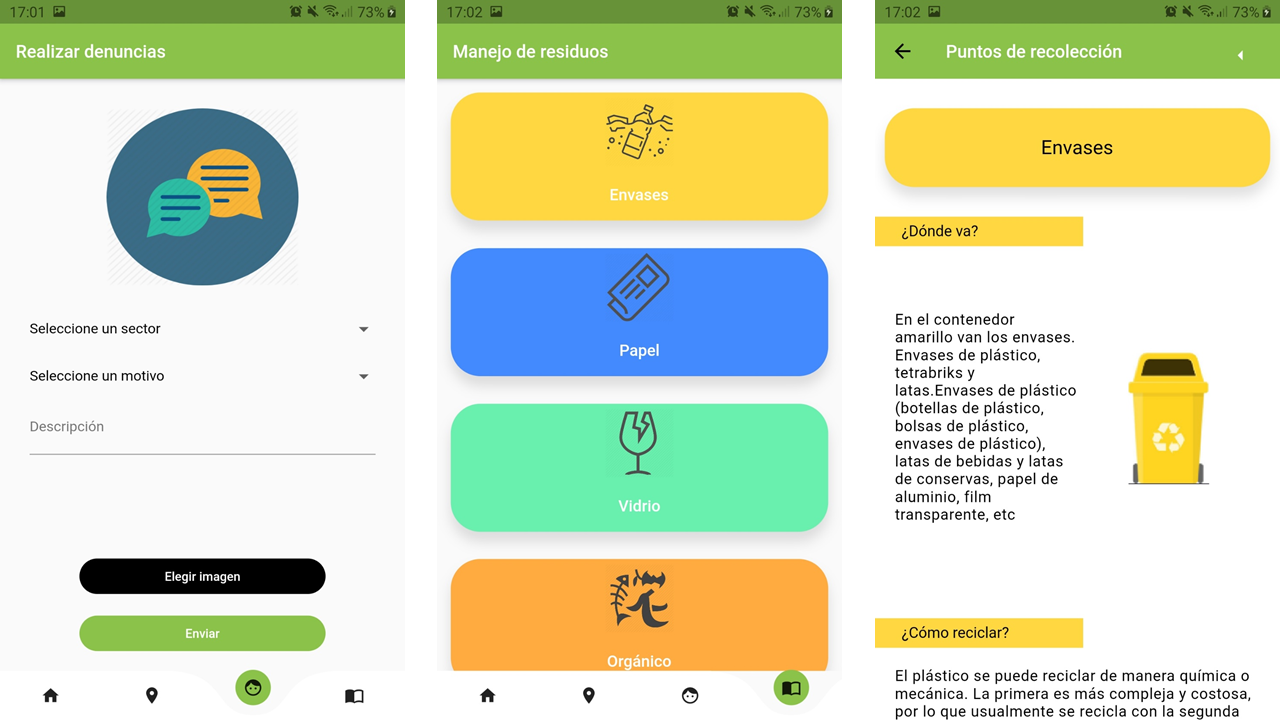 17:01 73%
Realizar denuncias
Seleccione un sector
Seleccione un motivo
Descripción
Elegir imagen
Enviar
17:02 73%
Manejo de residuos
Envases
Papel
Vidrio
Orgánico
17:02 73%
Puntos de recolección
Envases
¿Dónde va?
En el contenedor
amarillo van los envases.
Envases de plástico,
tetrabriks y
latas.Envases de plástico
(botellas de plástico,
bolsas de plástico,
envases de plástico),
latas de bebidas y latas
de conservas, papel de
aluminio, film
transparente, etc
¿Cómo reciclar?
El plástico se puede reciclar de manera química o
mecánica. La primera es más compleja y costosa,
por lo que usualmente se recicla con la segunda